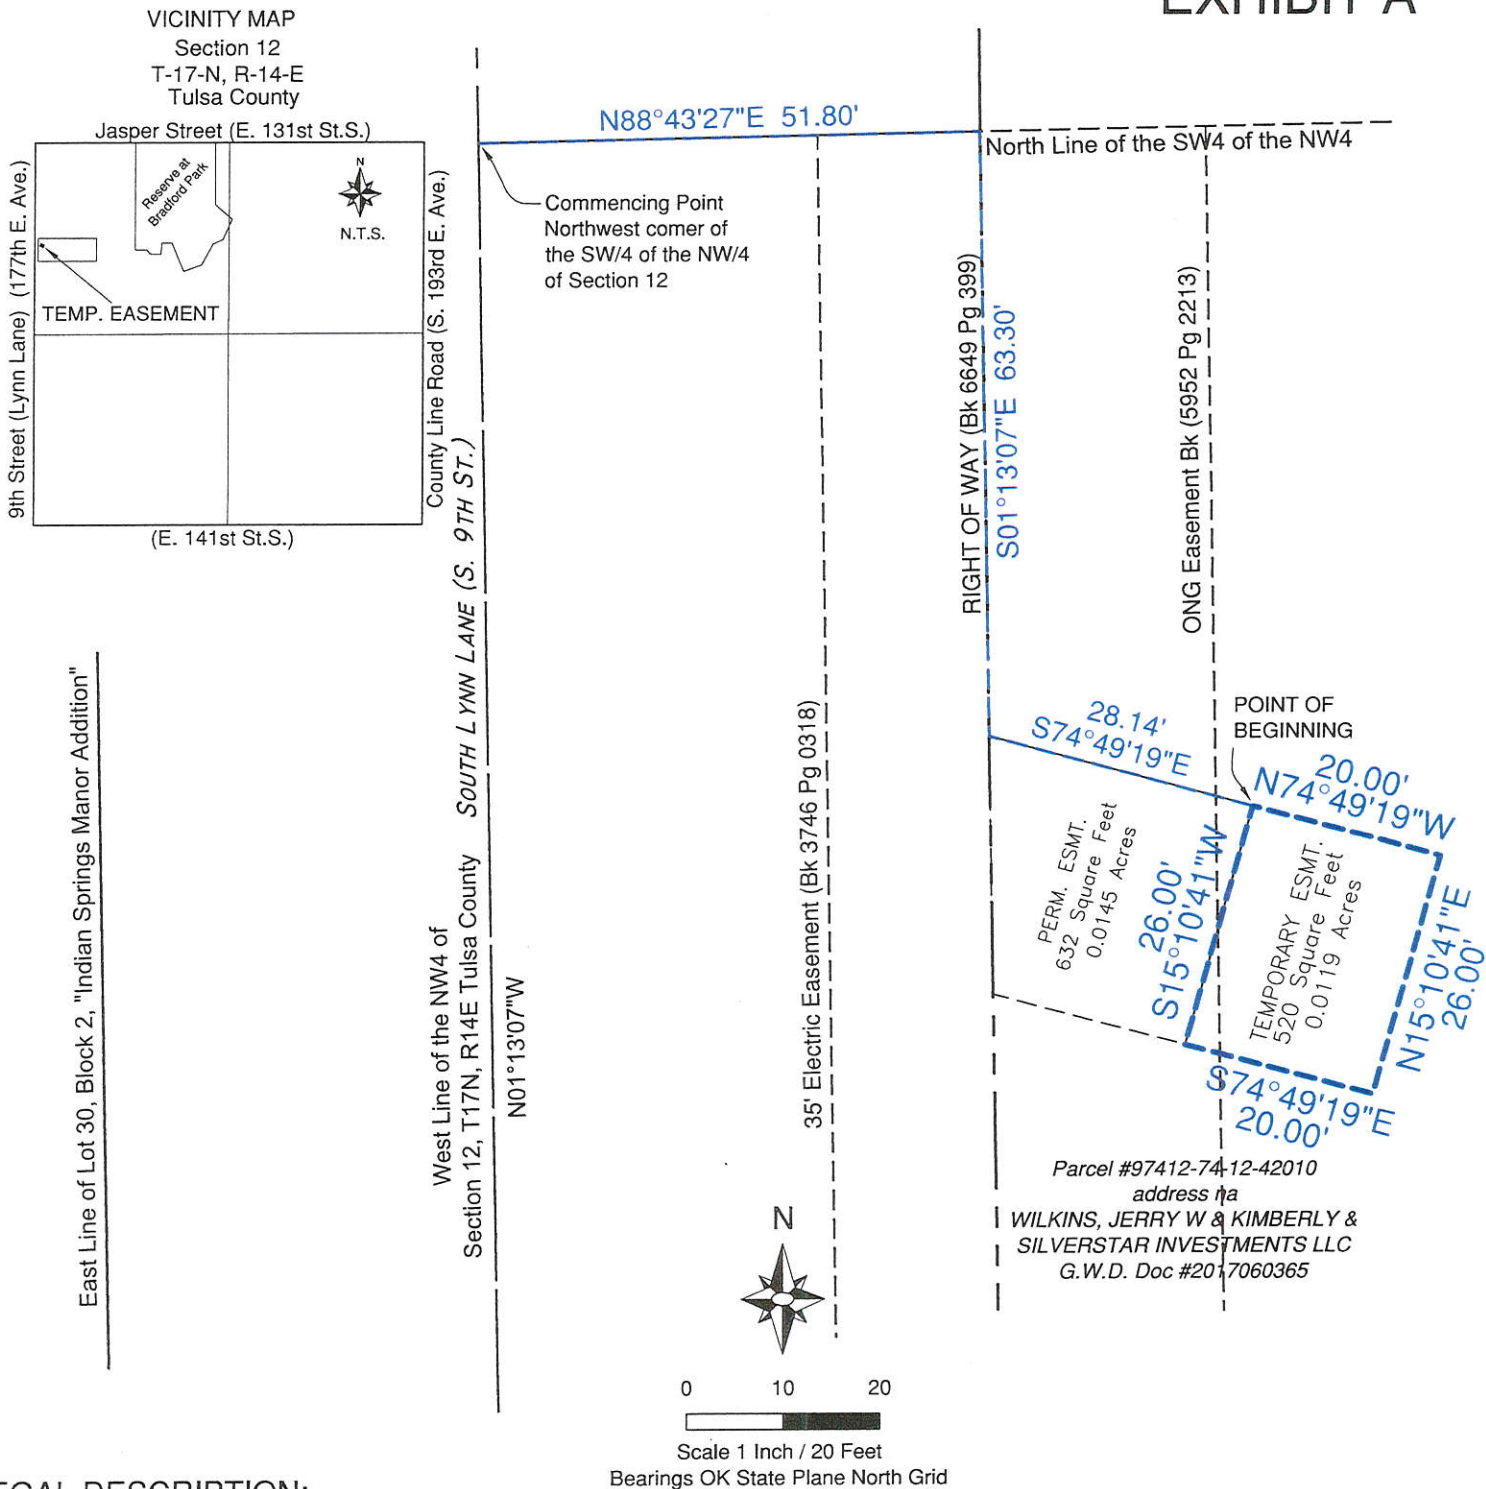 EXHIBIT A
VICINITY MAP
Section 12
T-17-N, R-14-E
Tulsa County
Jasper Street (E. 131st St.S.)
9th Street (Lynn Lane) (177th E. Ave.)
Reserve at
Bradford Park
N
N.T.S.
TEMP. EASEMENT
County Line Road (S. 193rd E. Ave.)
(E. 141st St.S.)
N88°43'27"E 51.80'
North Line of the SW4 of the NW4
Commencing Point
Northwest corner of
the SW/4 of the NW/4
of Section 12
RIGHT OF WAY (Bk 6649 Pg 399)
S01°13'07"E 63.30'
ONG Easement Bk (5952 Pg 2213)
SOUTH LYNN LANE (S. 9TH ST.)
East Line of Lot 30, Block 2, "Indian Springs Manor Addition"
West Line of the NW4 of
Section 12, T17N, R14E Tulsa County
N01°13'07"W
35' Electric Easement (Bk 3746 Pg 0318)
28.14'
S74°49'19"E
POINT OF
BEGINNING
20.00'
N74°49'19"W
PERM. ESMT.
632 Square Feet
0.0145 Acres
26.00'
S15°10'41"W
TEMPORARY ESMT.
520 Square Feet
0.0119 Acres
N15°10'41"E
26.00'
S74°49'19"E
20.00'
Parcel #97412-74-12-42010
address na
WILKINS, JERRY W & KIMBERLY &
SILVERSTAR INVESTMENTS LLC
G.W.D. Doc #2017060365
N
0 10 20
Scale 1 Inch / 20 Feet
Bearings OK State Plane North Grid
EGAL DESCRIPTION: